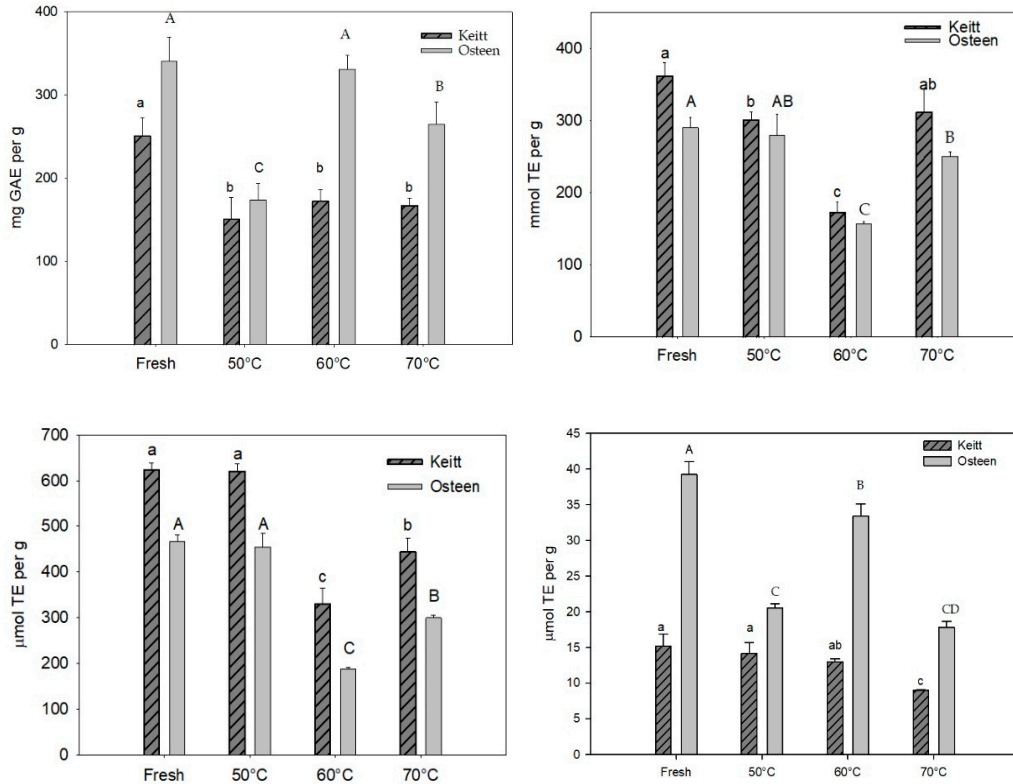 400
300
200
100
0
mg GAE per g
Keitt
Osteen
a
A
b
C
b
A
b
B
Fresh
50°C
60°C
70°C
400
300
200
100
0
mmol TE per g
Keitt
Osteen
a
A
b
AB
c
C
ab
B
Fresh
50°C
60°C
70°C
700
600
500
400
300
200
100
0
µmol TE per g
Keitt
Osteen
a
A
a
A
c
C
b
B
Fresh
50°C
60°C
70°C
45
40
35
30
25
20
15
10
5
0
µmol TE per g
Keitt
Osteen
a
A
a
C
ab
B
c
CD
Fresh
50°C
60°C
70°C